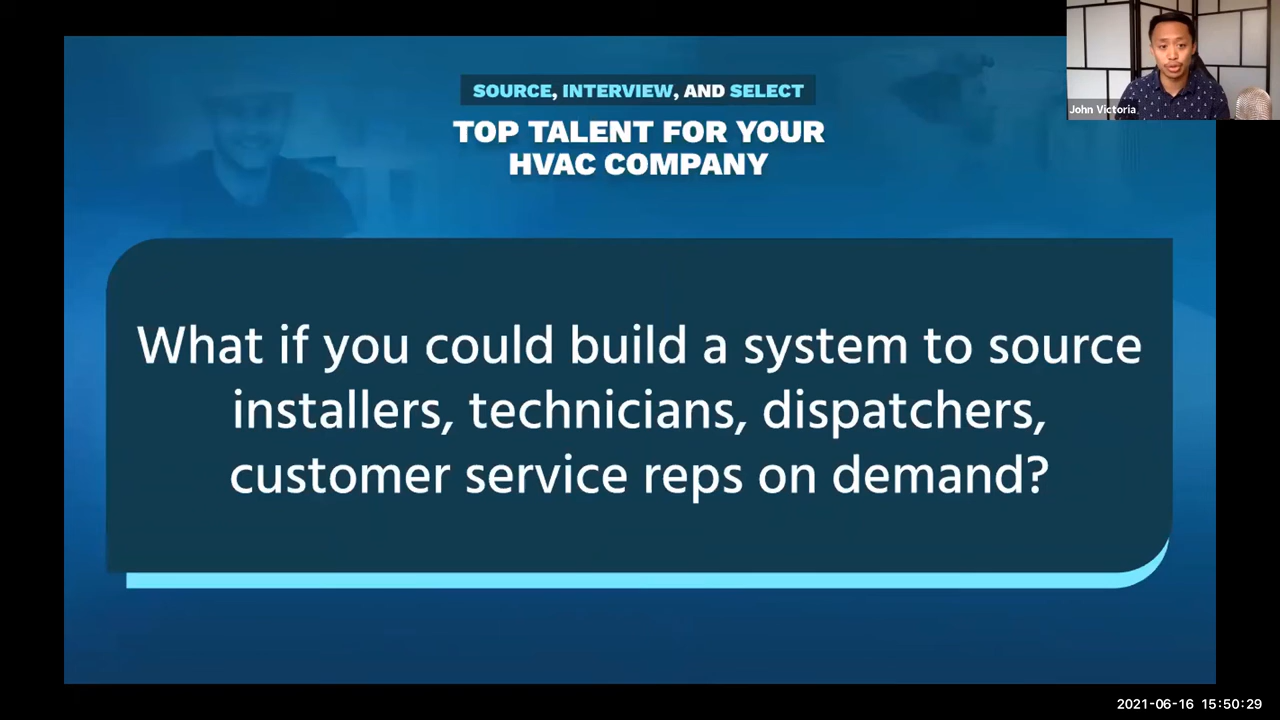 SOURCE, INTERVIEW, AND SELECT
TOP TALENT FOR YOUR
HVAC COMPANY
John Victoria
What if you could build a system to source
installers, technicians, dispatchers,
customer service reps on demand?
2021-06-16 15:50:29